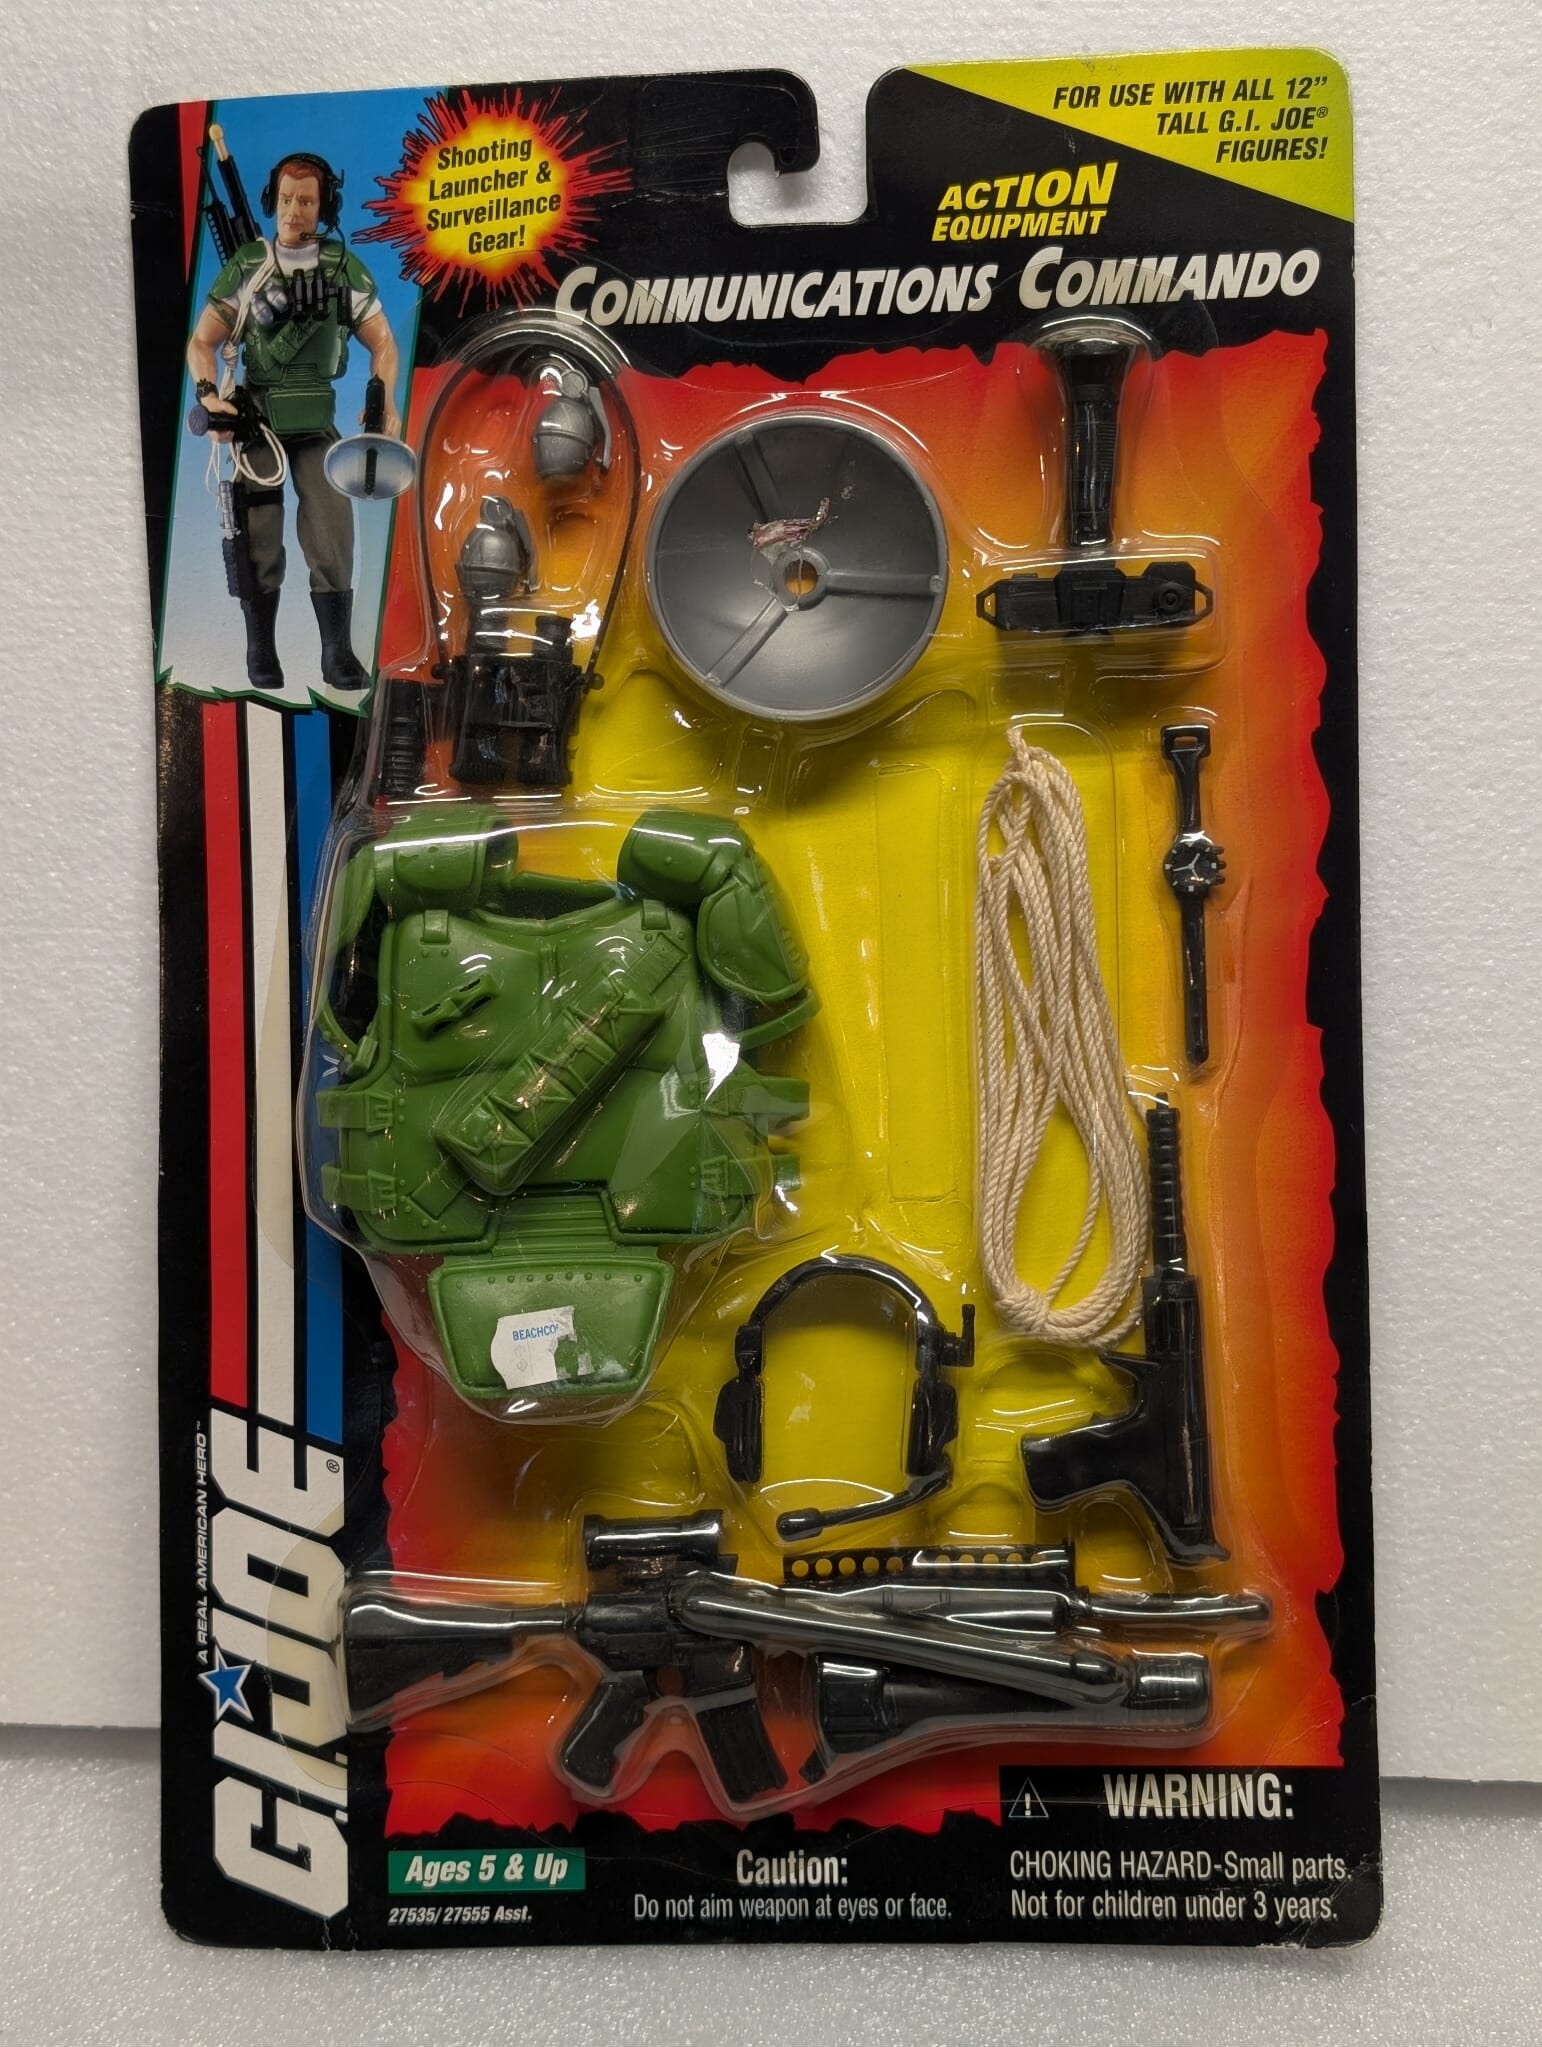 FOR USE WITH ALL 12”
TALL G.I. JOE®
FIGURES!
Shooting
Launcher &
Surveillance
Gear!
ACTION
EQUIPMENT
COMMUNICATIONS COMMANDO
BEACHCO
A REAL AMERICAN HERO™
G.I. JOE®
WARNING:
Ages 5 & Up
27535/27555 Asst.
Caution:
Do not aim weapon at eyes or face.
CHOKING HAZARD-Small parts.
Not for children under 3 years.